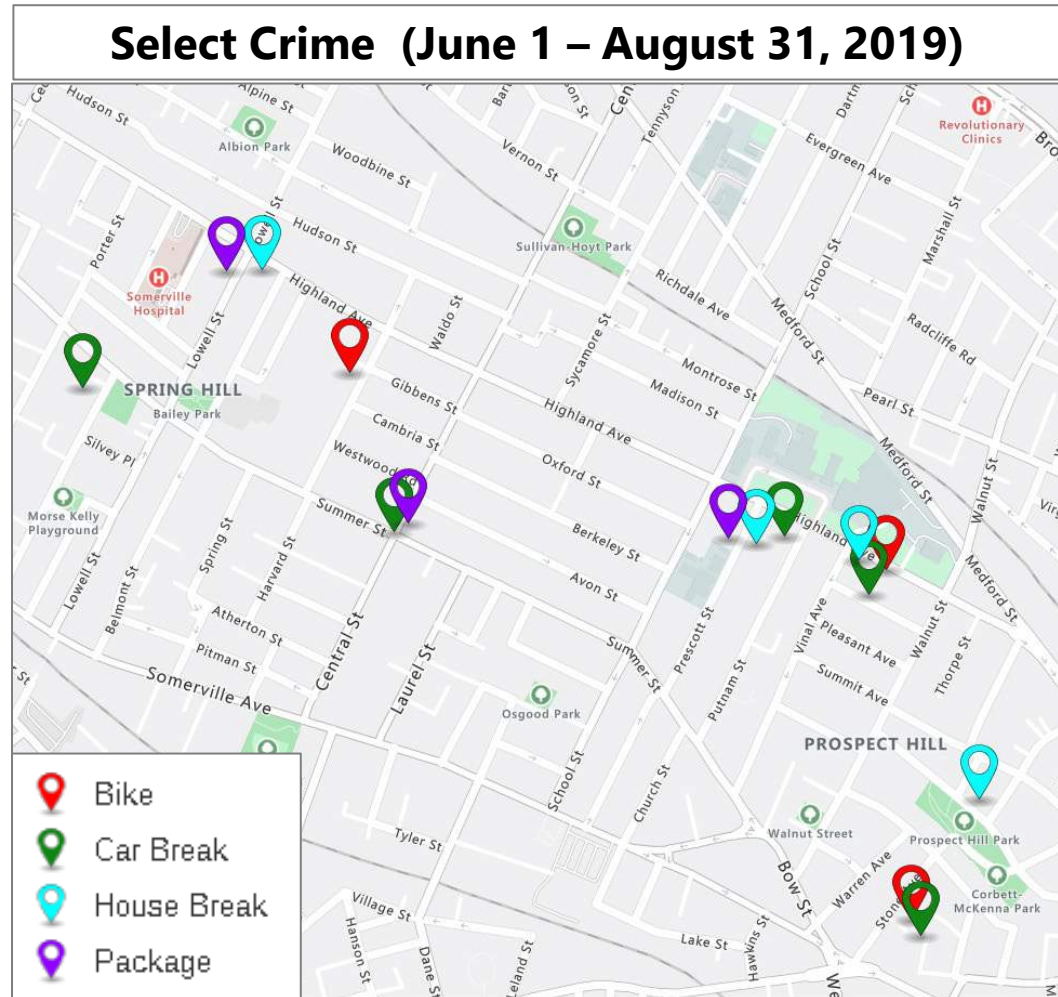 Select Crime (June 1 – August 31, 2019)
Hudson St
Alpine St
Albion Park
Woodbine St
Vernon St
Tennyson
Evergreen Ave
Revolutionary
Clinics
Porter St
Hudson St
Sullivan-Hoyt Park
School St
Marshall St
Somerville
Hospital
Highland Ave
Waldo St
Richdale Ave
Medford St
Radcliffe Rd
Lowell St
Sycamore St
Montrose St
SPRING HILL
Bailey Park
Gibbens St
Madison St
Pearl St
Cambria St
Highland Ave
Silvey Pl
Westwood Rd
Oxford St
Medford St
Walnut St
Morse Kelly
Playground
Summer St
Berkeley St
Highland Ave
Spring St
Harvard St
Avon St
Medford St
Lowell St
Belmont St
Atherton St
Pitman St
Central St
Laurel St
Summer St
Prescott St
Vinal Ave
Pleasant Ave
Walnut St
Thorpe St
Somerville Ave
Osgood Park
Putnam St
Summit Ave
PROSPECT HILL
School St
Church St
Walnut Street
Prospect Hill Park
Tyler St
Bow St
Warren Ave
Corbett-
McKenna Park
Village St
Hanson St
Dane St
Leland St
Lake St
Hawkins St
Bike
Car Break
House Break
Package